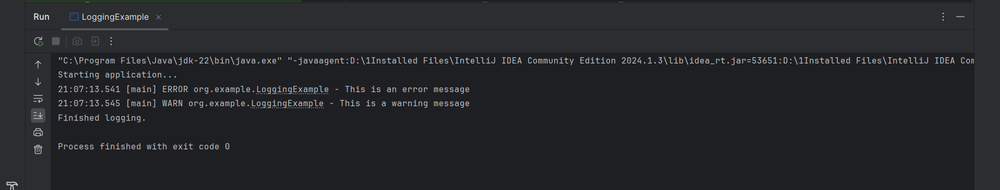 Run LoggingExample
"C:\Program Files\Java\jdk-22\bin\java.exe" "-javaagent:D:\1Installed Files\IntelliJ IDEA Community Edition 2024.1.3\lib\idea_rt.jar=53651:D:\1Installed Files\IntelliJ IDEA Com
Starting application...
21:07:13.541 [main] ERROR org.example.LoggingExample - This is an error message
21:07:13.545 [main] WARN org.example.LoggingExample - This is a warning message
Finished logging.
Process finished with exit code 0